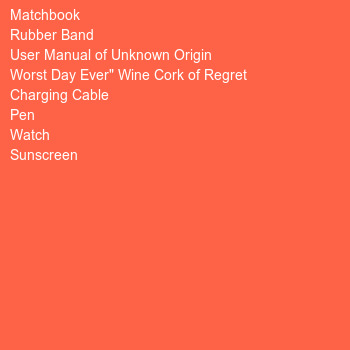 Matchbook
Rubber Band
User Manual of Unknown Origin
Worst Day Ever" Wine Cork of Regret
Charging Cable
Pen
Watch
Sunscreen